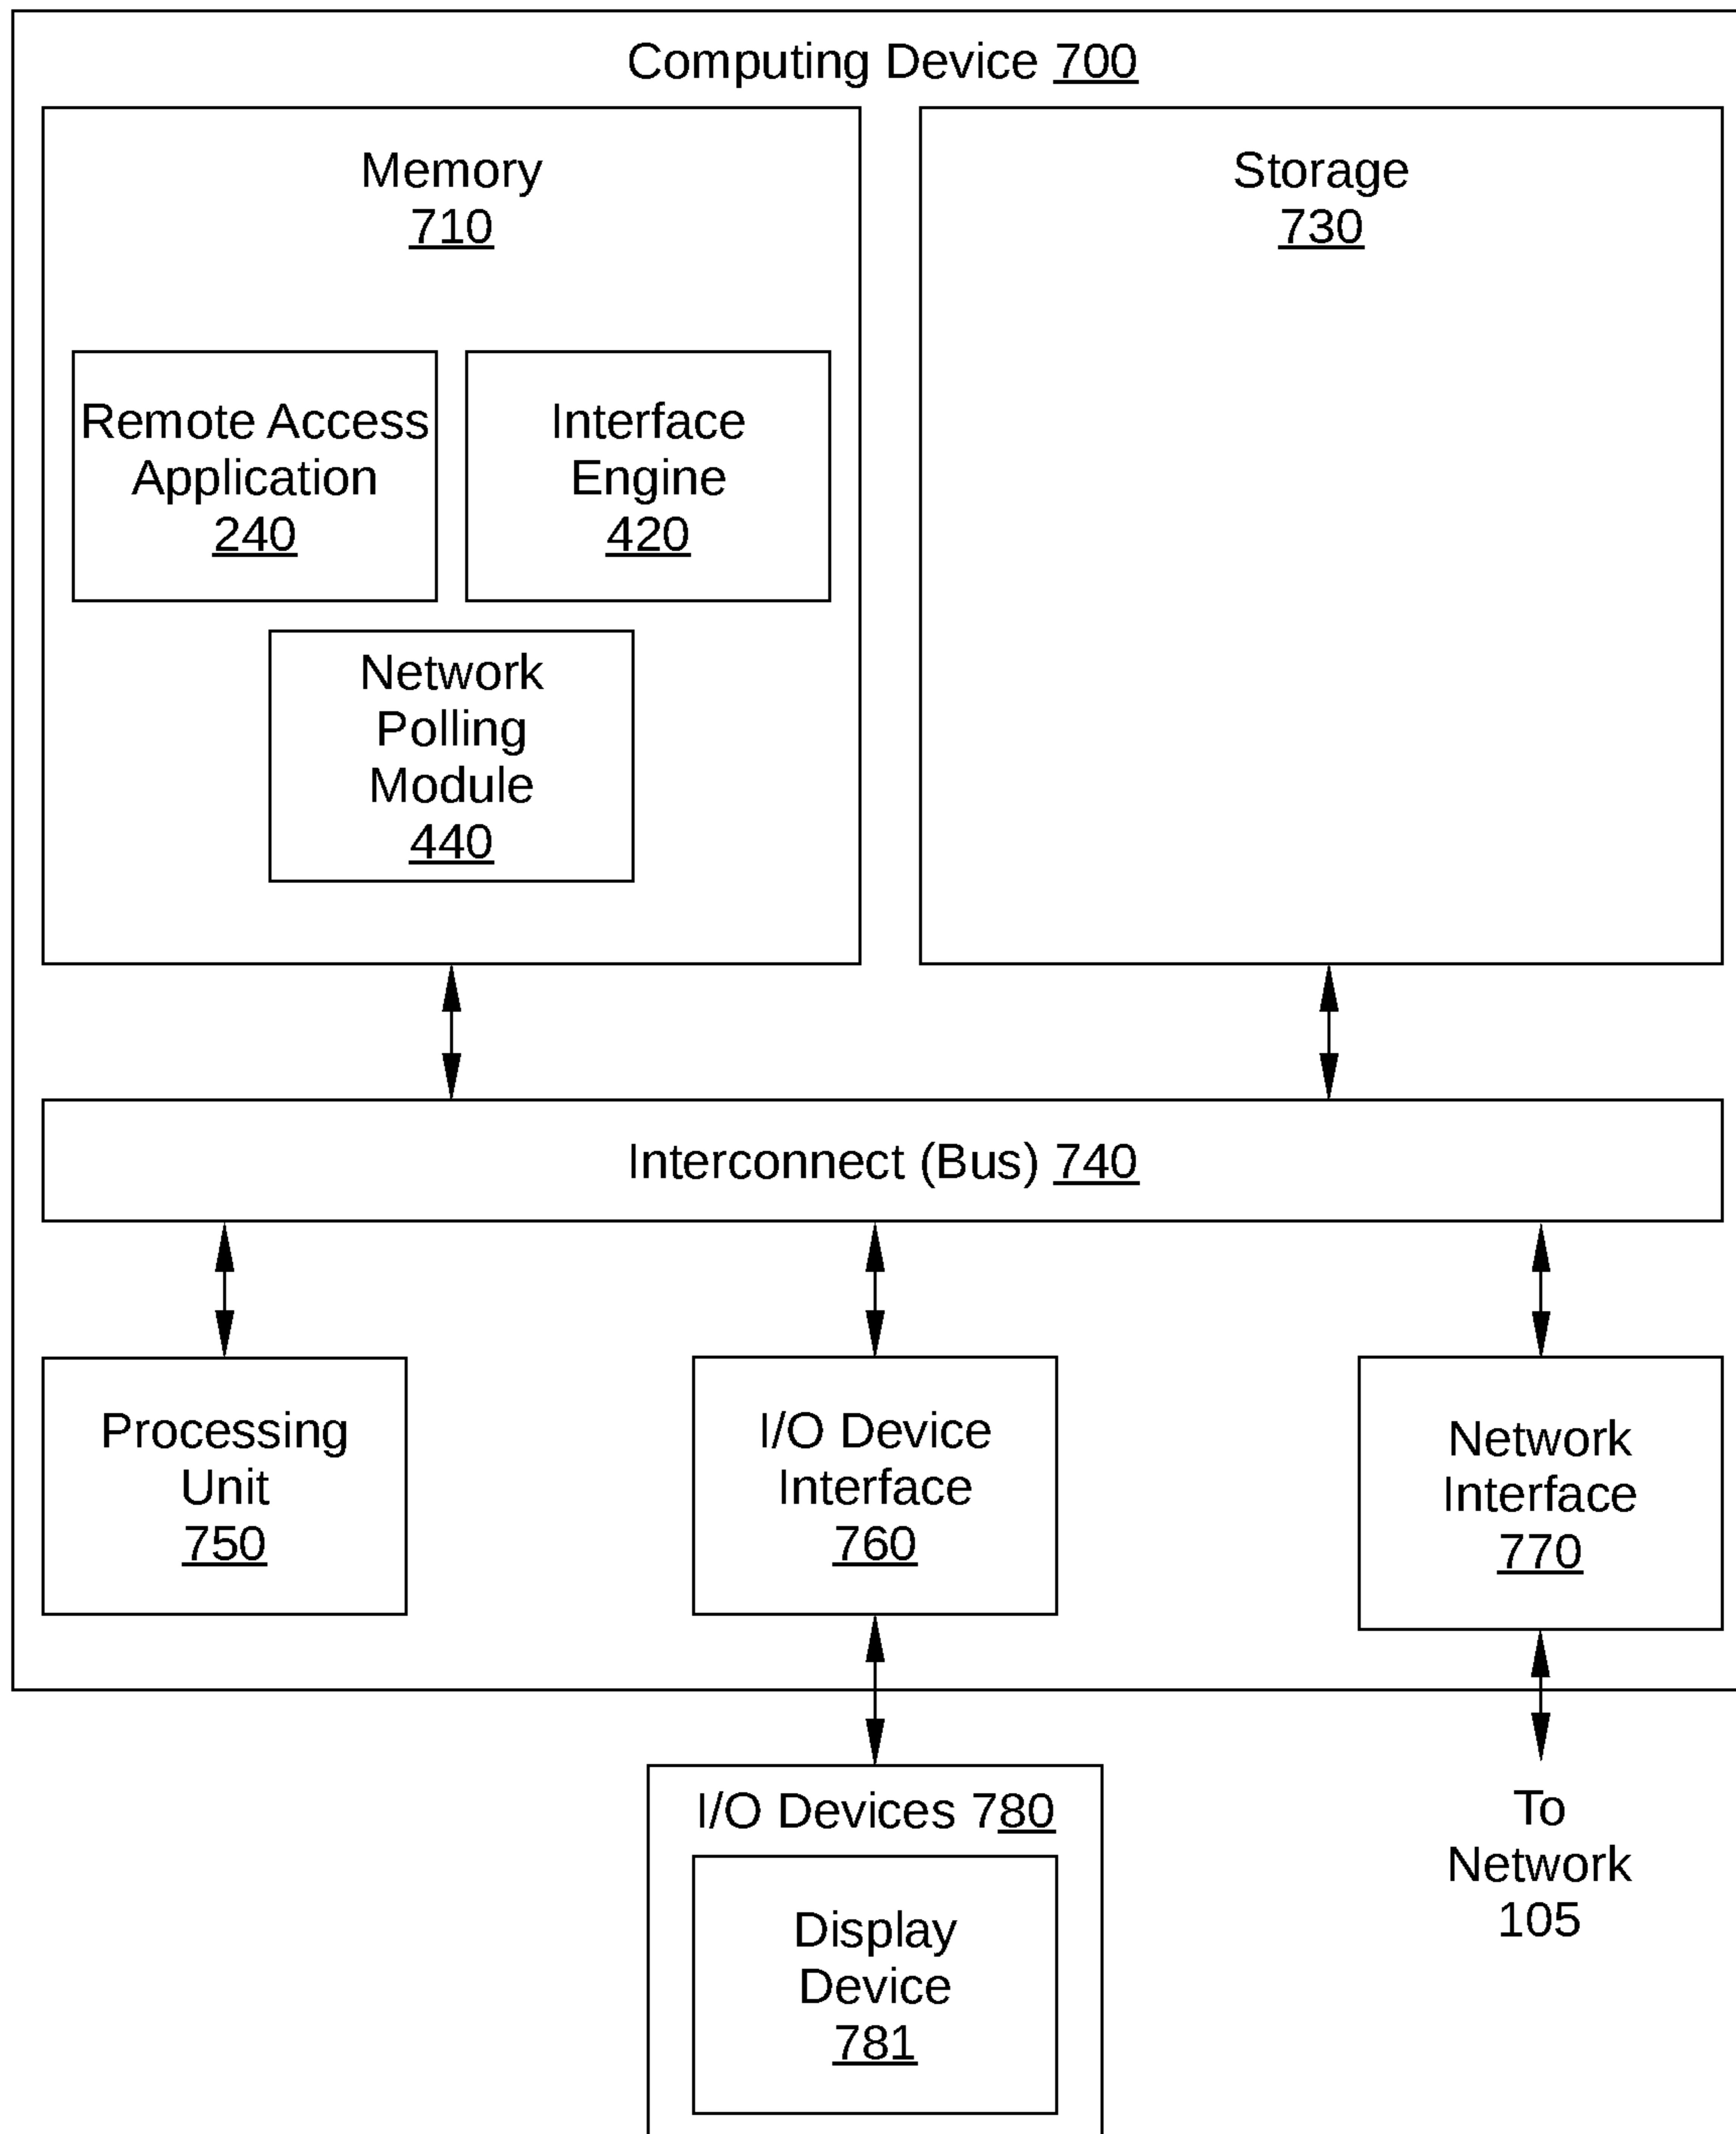 Computing Device 700
Memory
710
Storage
730
Remote Access
Application
240
Interface
Engine
420
Network
Polling
Module
440
Interconnect (Bus) 740
Processing
Unit
750
I/O Device
Interface
760
Network
Interface
770
I/O Devices 780
Display
Device
781
To
Network
105